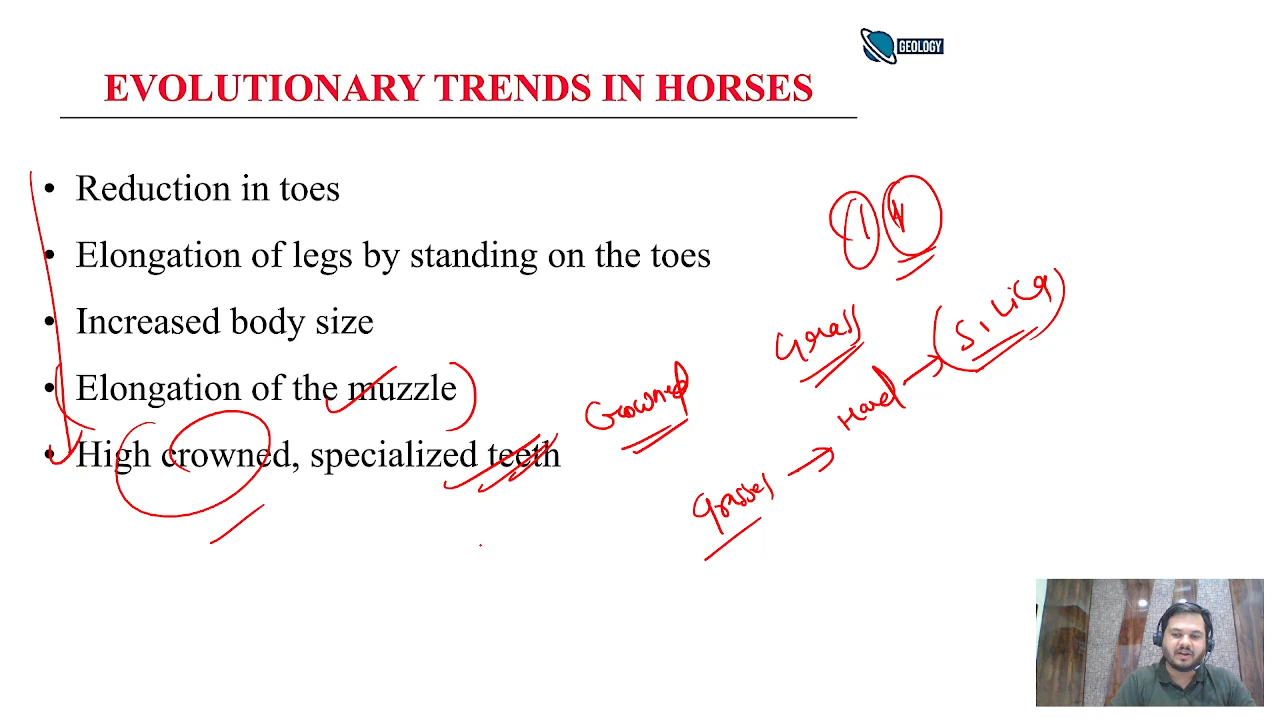 GEOLOGY
EVOLUTIONARY TRENDS IN HORSES
• Reduction in toes
• Elongation of legs by standing on the toes
• Increased body size
• Elongation of the muzzle
• High crowned, specialized teeth
Crowned
Grass
Grasses → Hard → (Silica)